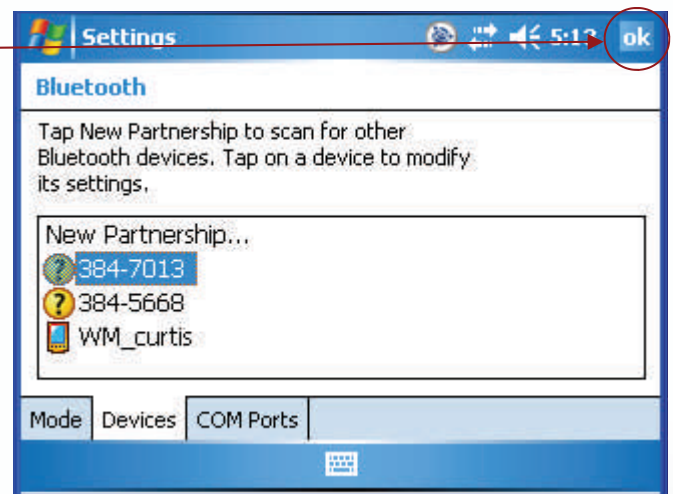 Settings 5:13 ok
Bluetooth
Tap New Partnership to scan for other
Bluetooth devices. Tap on a device to modify
its settings.
New Partnership...
384-7013
384-5668
WM_curtis
Mode Devices COM Ports